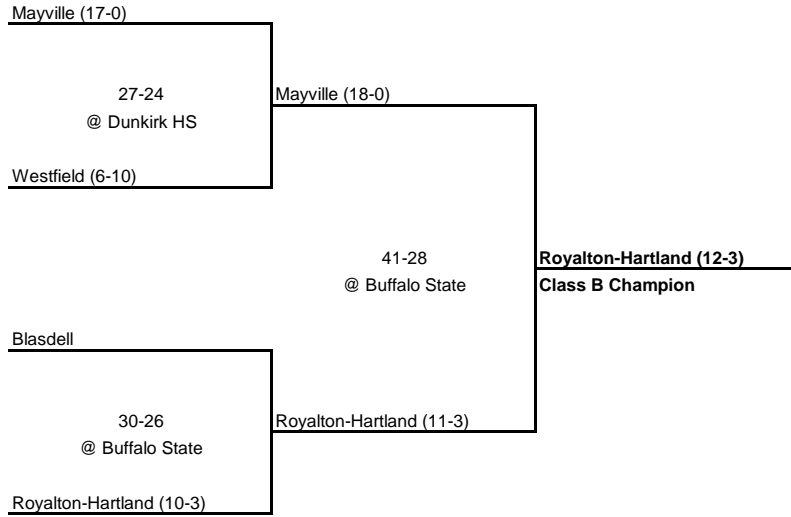 Mayville (17-0)
27-24
@ Dunkirk HS
Mayville (18-0)
Westfield (6-10)
41-28
@ Buffalo State
Royalton-Hartland (12-3)
Class B Champion
Blasdell
30-26
@ Buffalo State
Royalton-Hartland (11-3)
Royalton-Hartland (10-3)